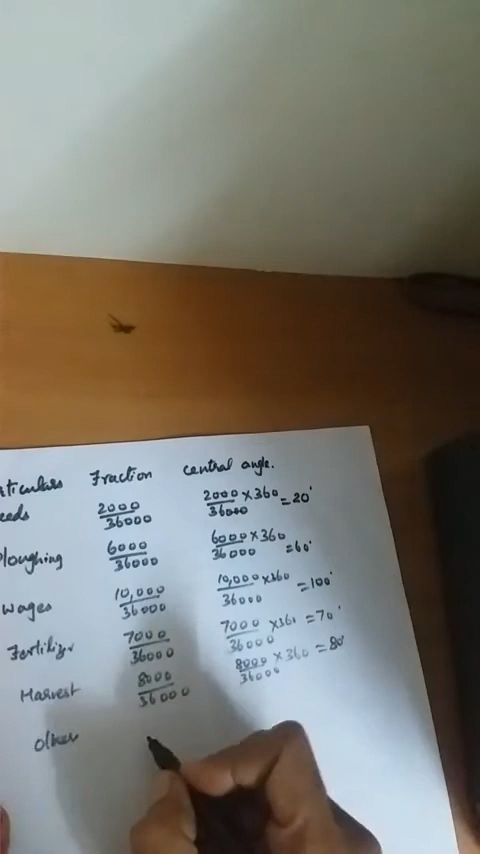 ticulars Fraction central angle.
eeds 2000/36000 2000/36000 × 360 = 20°
loughing 6000/36000 6000/36000 × 360 = 60°
wages 10,000/36000 10,000/36000 × 360 = 100°
Fertilizer 7000/36000 7000/36000 × 360 = 70°
Harvest 8000/36000 8000/36000 × 360 = 80°
other